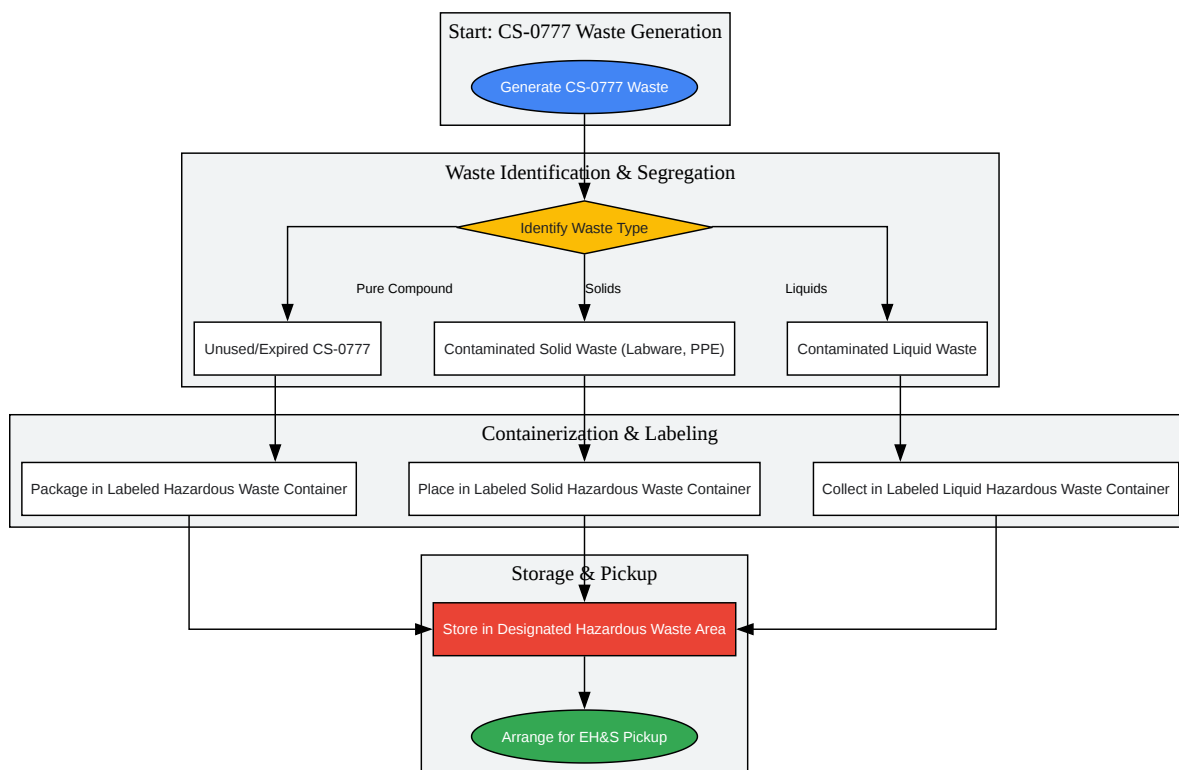 Start: CS-0777 Waste Generation
Generate CS-0777 Waste
Waste Identification & Segregation
Identify Waste Type
Pure Compound
Solids
Liquids
Unused/Expired CS-0777
Contaminated Solid Waste (Labware, PPE)
Contaminated Liquid Waste
Containerization & Labeling
Package in Labeled Hazardous Waste Container
Place in Labeled Solid Hazardous Waste Container
Collect in Labeled Liquid Hazardous Waste Container
Storage & Pickup
Store in Designated Hazardous Waste Area
Arrange for EH&S Pickup